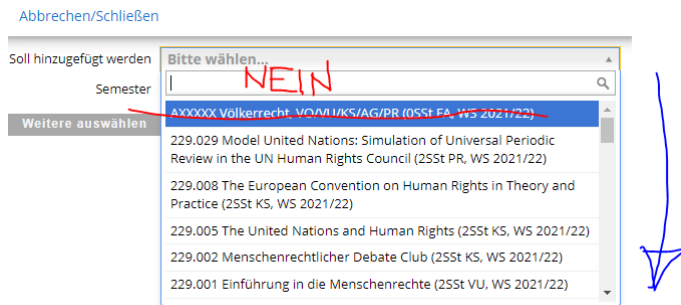 Abbrechen/Schließen
Soll hinzugefügt werden Bitte wählen...
NEIN
Semester
AXXXXX Völkerrecht, VO/VU/KS/AG/PR (0SSt FA, WS 2021/22)
Weitere auswählen
229.029 Model United Nations: Simulation of Universal Periodic
Review in the UN Human Rights Council (2SSt PR, WS 2021/22)
229.008 The European Convention on Human Rights in Theory and
Practice (2SSt KS, WS 2021/22)
229.005 The United Nations and Human Rights (2SSt KS, WS 2021/22)
229.002 Menschenrechtlicher Debate Club (2SSt KS, WS 2021/22)
229.001 Einführung in die Menschenrechte (2SSt VU, WS 2021/22)